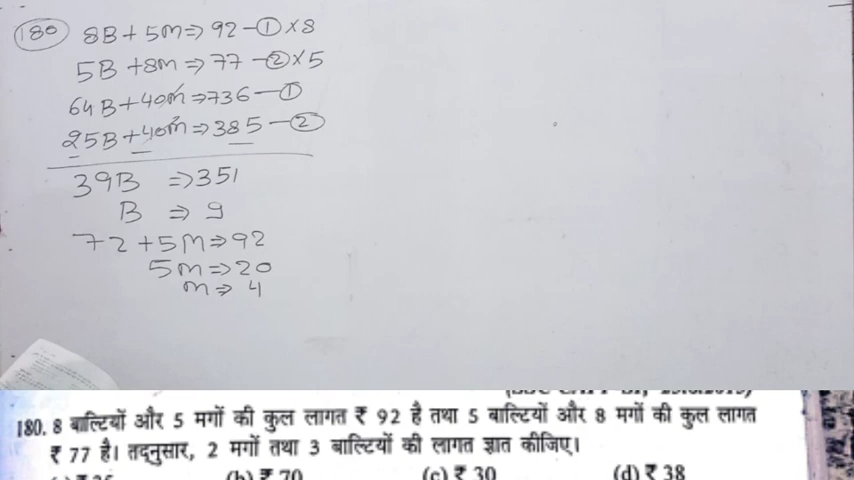 180 8B + 5m ⇒ 92 - ① × 8
5B + 8m ⇒ 77 - ② × 5
64B + 40m ⇒ 736 - ①
25B + 40m ⇒ 385 - ②
39B ⇒ 351
B ⇒ 9
72 + 5m ⇒ 92
5m ⇒ 20
m ⇒ 4
180. 8 बाल्टियों और 5 मगों की कुल लागत ₹ 92 है तथा 5 बाल्टियों और 8 मगों की कुल लागत
₹ 77 है। तद्नुसार, 2 मगों तथा 3 बाल्टियों की लागत ज्ञात कीजिए।
(b) ₹ 70 (c) ₹ 30 (d) ₹ 38